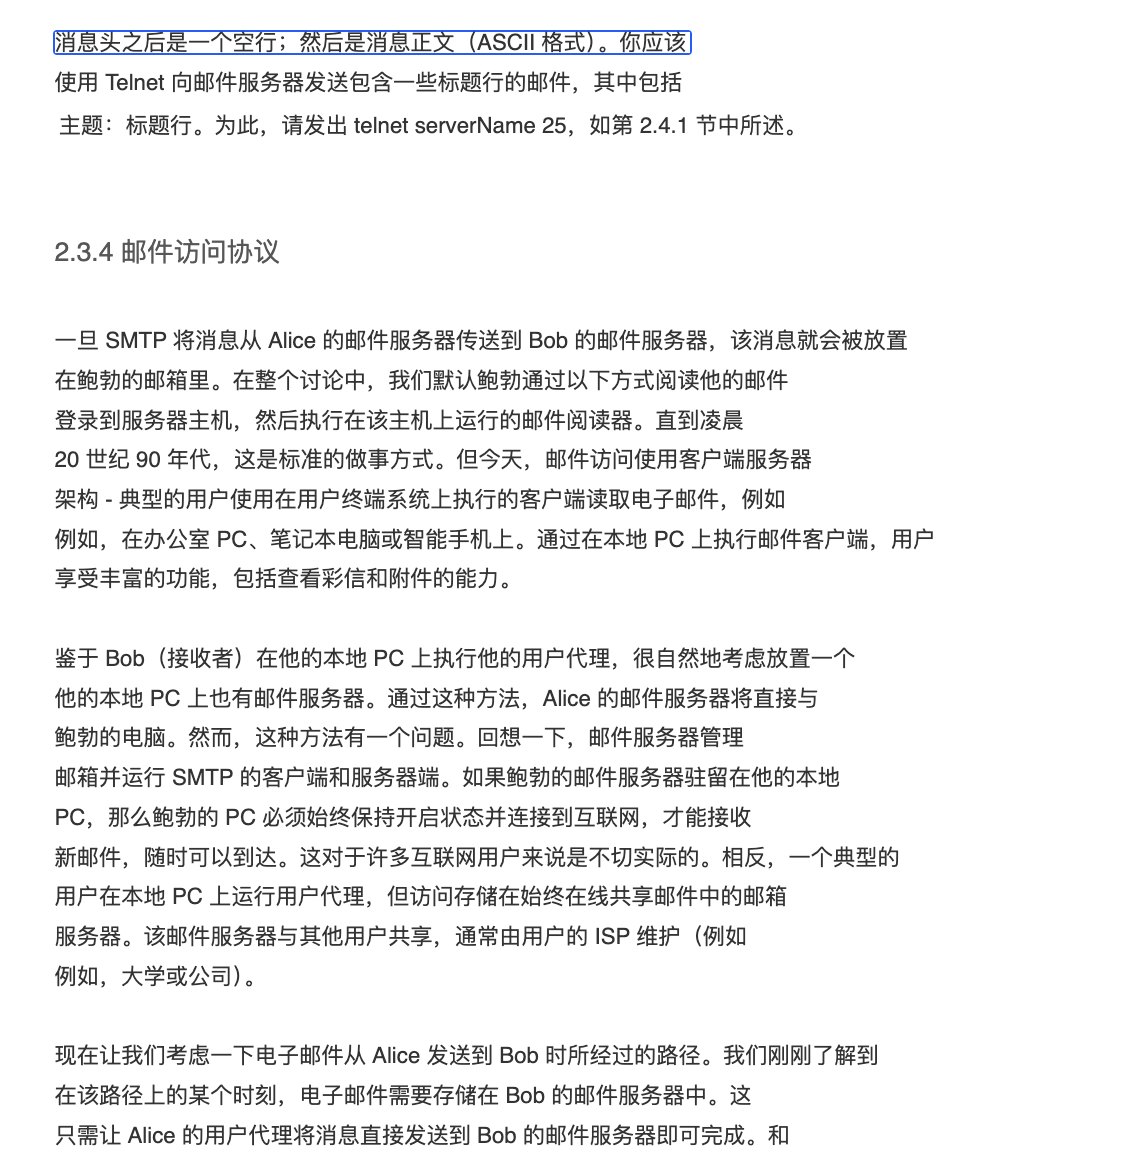 消息头之后是一个空行；然后是消息正文（ASCII 格式）。你应该
使用 Telnet 向邮件服务器发送包含一些标题行的邮件，其中包括
主题：标题行。为此，请发出 telnet serverName 25，如第 2.4.1 节中所述。
2.3.4 邮件访问协议
一旦 SMTP 将消息从 Alice 的邮件服务器传送到 Bob 的邮件服务器，该消息就会被放置
在鲍勃的邮箱里。在整个讨论中，我们默认鲍勃通过以下方式阅读他的邮件
登录到服务器主机，然后执行在该主机上运行的邮件阅读器。直到凌晨
20 世纪 90 年代，这是标准的做事方式。但今天，邮件访问使用客户端服务器
架构 - 典型的用户使用在用户终端系统上执行的客户端读取电子邮件，例如
例如，在办公室 PC、笔记本电脑或智能手机上。通过在本地 PC 上执行邮件客户端，用户
享受丰富的功能，包括查看彩信和附件的能力。
鉴于 Bob（接收者）在他的本地 PC 上执行他的用户代理，很自然地考虑放置一个
他的本地 PC 上也有邮件服务器。通过这种方法，Alice 的邮件服务器将直接与
鲍勃的电脑。然而，这种方法有一个问题。回想一下，邮件服务器管理
邮箱并运行 SMTP 的客户端和服务器端。如果鲍勃的邮件服务器驻留在他的本地
PC，那么鲍勃的 PC 必须始终保持开启状态并连接到互联网，才能接收
新邮件，随时可以到达。这对于许多互联网用户来说是不切实际的。相反，一个典型的
用户在本地 PC 上运行用户代理，但访问存储在始终在线共享邮件中的邮箱
服务器。该邮件服务器与其他用户共享，通常由用户的 ISP 维护（例如
例如，大学或公司）。
现在让我们考虑一下电子邮件从 Alice 发送到 Bob 时所经过的路径。我们刚刚了解到
在该路径上的某个时刻，电子邮件需要存储在 Bob 的邮件服务器中。这
只需让 Alice 的用户代理将消息直接发送到 Bob 的邮件服务器即可完成。和